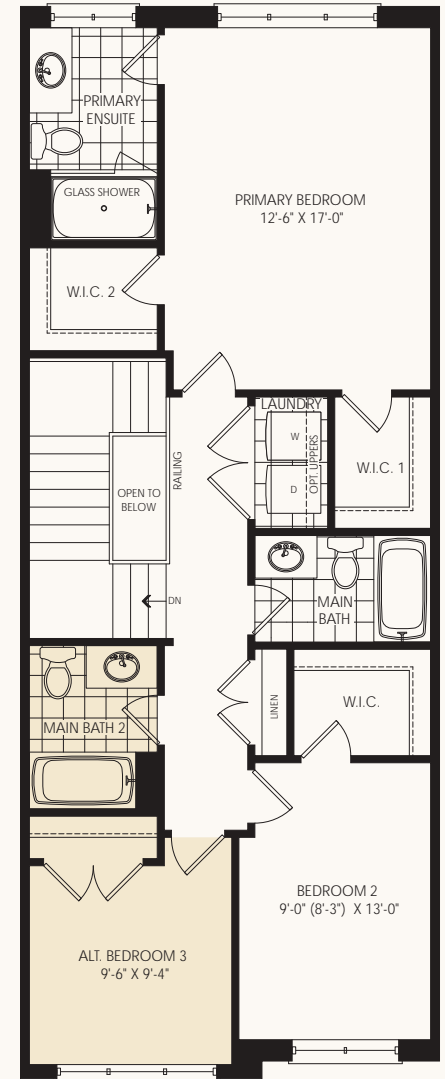 PRIMARY
ENSUITE
GLASS SHOWER
PRIMARY BEDROOM
12'-6" X 17'-0"
W.I.C. 2
LAUNDRY
W
D
OPT. UPPERS
W.I.C. 1
RAILING
OPEN TO
BELOW
DN
MAIN
BATH
LINEN
W.I.C.
MAIN BATH 2
BEDROOM 2
9'-0" (8'-3") X 13'-0"
ALT. BEDROOM 3
9'-6" X 9'-4"